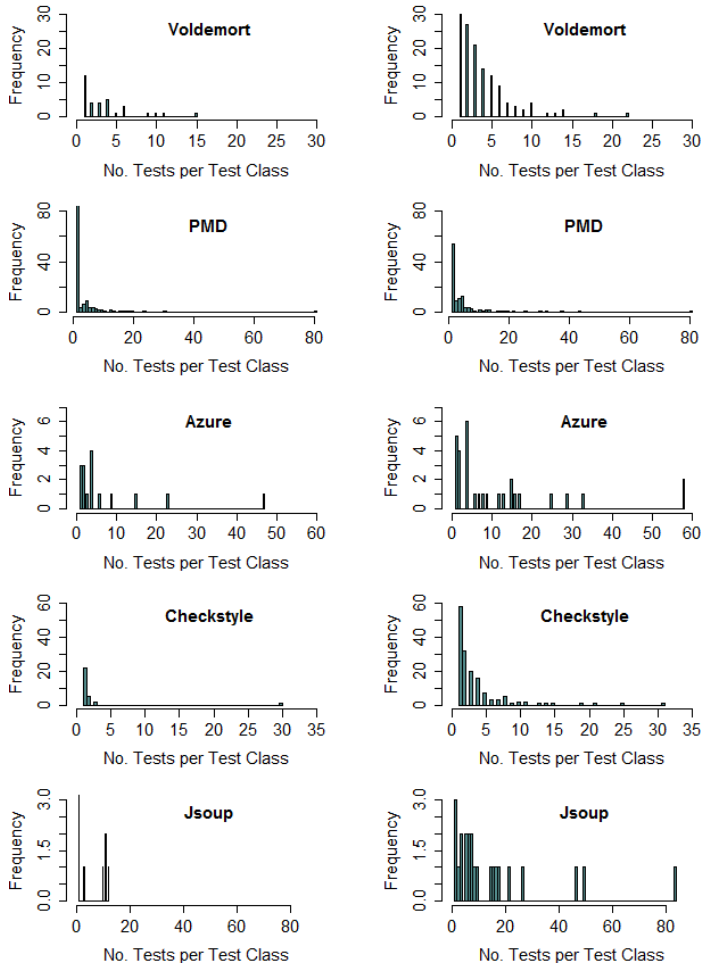 Voldemort
Frequency
0 10 20 30
0 5 10 15 20 25 30
No. Tests per Test Class
Voldemort
Frequency
0 10 20 30
0 5 10 15 20 25 30
No. Tests per Test Class
PMD
Frequency
0 40 80
0 20 40 60 80
No. Tests per Test Class
PMD
Frequency
0 40 80
0 20 40 60 80
No. Tests per Test Class
Azure
Frequency
0 2 4 6
0 10 20 30 40 50 60
No. Tests per Test Class
Azure
Frequency
0 2 4 6
0 10 20 30 40 50 60
No. Tests per Test Class
Checkstyle
Frequency
0 20 40 60
0 5 10 15 20 25 30 35
No. Tests per Test Class
Checkstyle
Frequency
0 20 40 60
0 5 10 15 20 25 30 35
No. Tests per Test Class
Jsoup
Frequency
0.0 1.5 3.0
0 20 40 60 80
No. Tests per Test Class
Jsoup
Frequency
0.0 1.5 3.0
0 20 40 60 80
No. Tests per Test Class